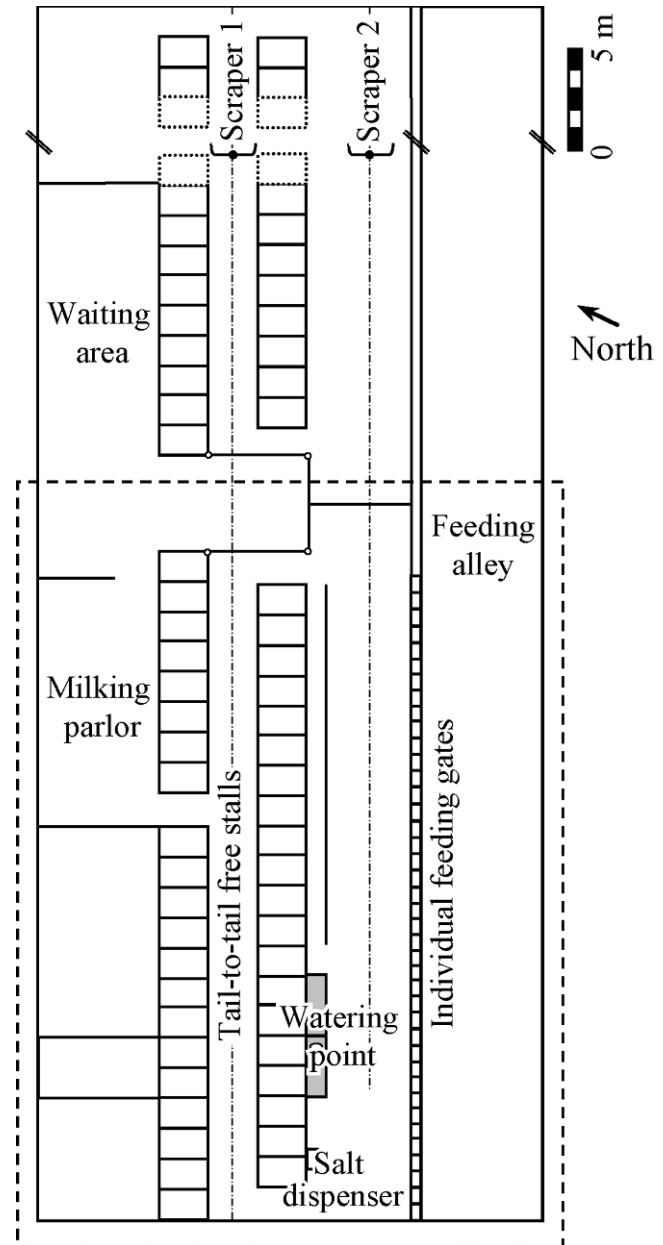 Scraper 1
Scraper 2
0
5 m
Waiting
area
North
Feeding
alley
Milking
parlor
Tail-to-tail free stalls
Individual feeding gates
Watering
point
Salt
dispenser